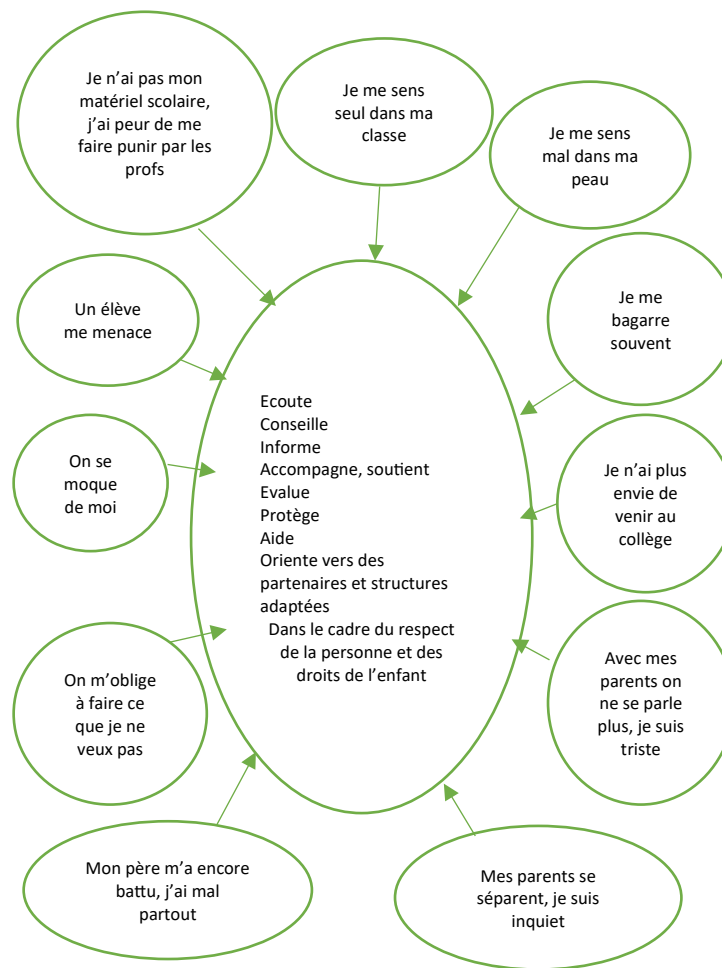 Je n'ai pas mon
matériel scolaire,
j'ai peur de me
faire punir par les
profs
Je me sens
seul dans ma
classe
Je me sens
mal dans ma
peau
Un élève
me menace
Je me
bagarre
souvent
Ecoute
Conseille
Informe
Accompagne, soutient
Evalue
Protège
Aide
Oriente vers des
partenaires et structures
adaptées
Dans le cadre du respect
de la personne et des
droits de l'enfant
On se
moque
de moi
Je n'ai plus
envie de
venir au
collège
On m'oblige
à faire ce
que je ne
veux pas
Avec mes
parents on
ne se parle
plus, je suis
triste
Mon père m'a encore
battu, j'ai mal
partout
Mes parents se
séparent, je suis
inquiet